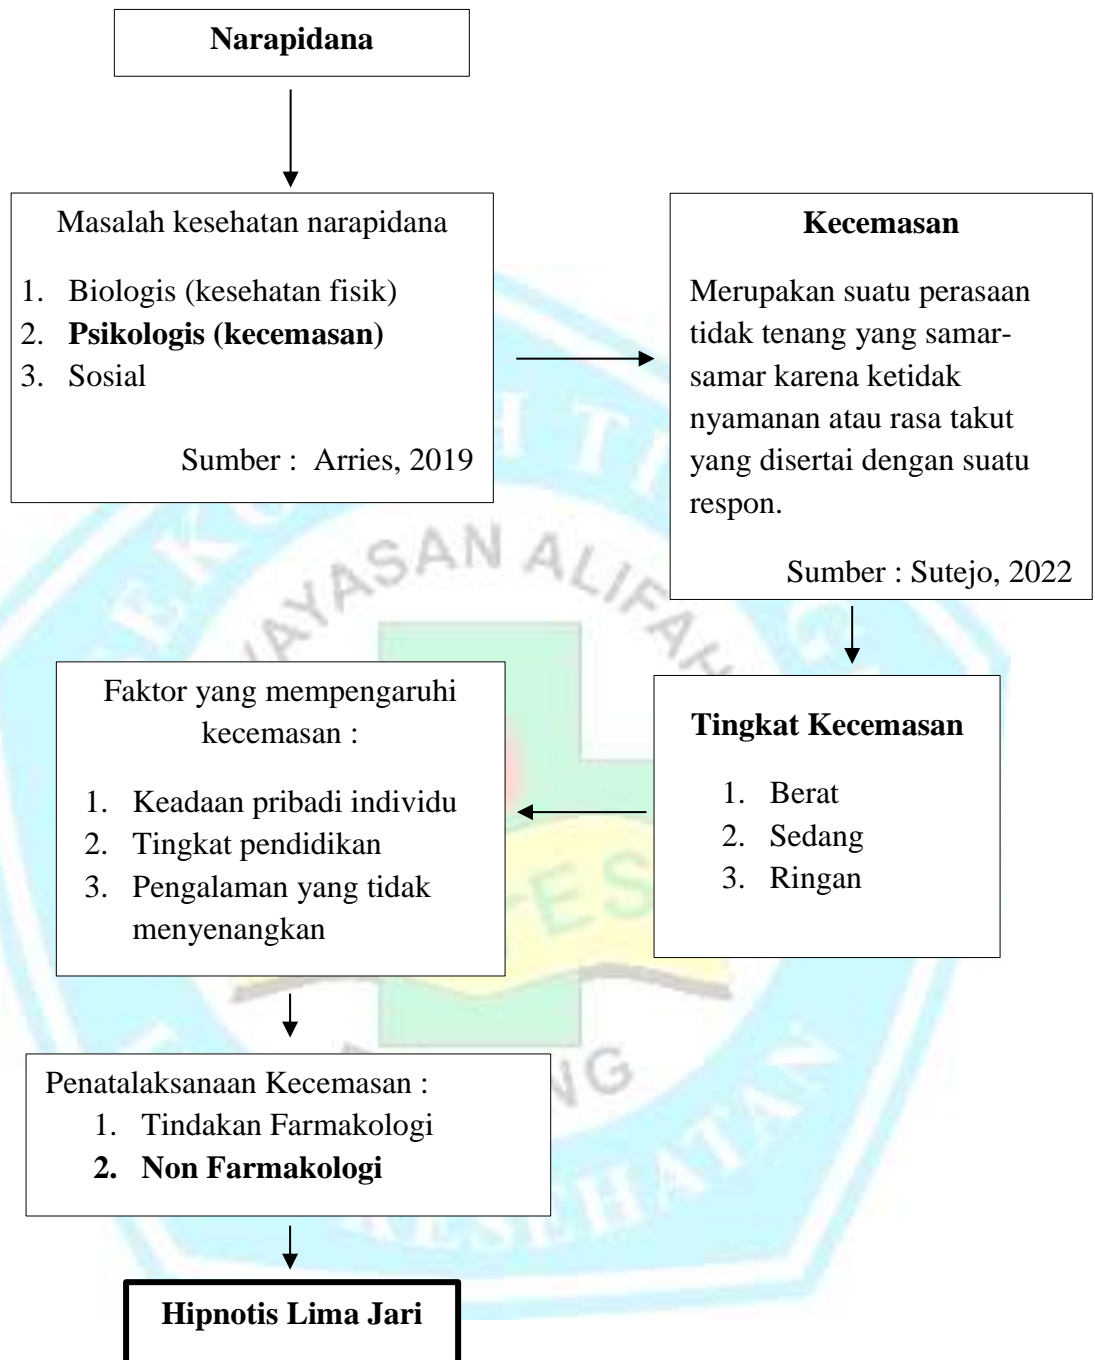 Narapidana
Masalah kesehatan narapidana
1. Biologis (kesehatan fisik)
2. Psikologis (kecemasan)
3. Sosial
Sumber : Arries, 2019
Kecemasan
Merupakan suatu perasaan
tidak tenang yang samar-
samar karena ketidak
nyamanan atau rasa takut
yang disertai dengan suatu
respon.
Sumber : Sutejo, 2022
Tingkat Kecemasan
1. Berat
2. Sedang
3. Ringan
Faktor yang mempengaruhi
kecemasan :
1. Keadaan pribadi individu
2. Tingkat pendidikan
3. Pengalaman yang tidak
menyenangkan
Penatalaksanaan Kecemasan :
1. Tindakan Farmakologi
2. Non Farmakologi
Hipnotis Lima Jari
YAYASAN ALIFAH
KESEHATAN